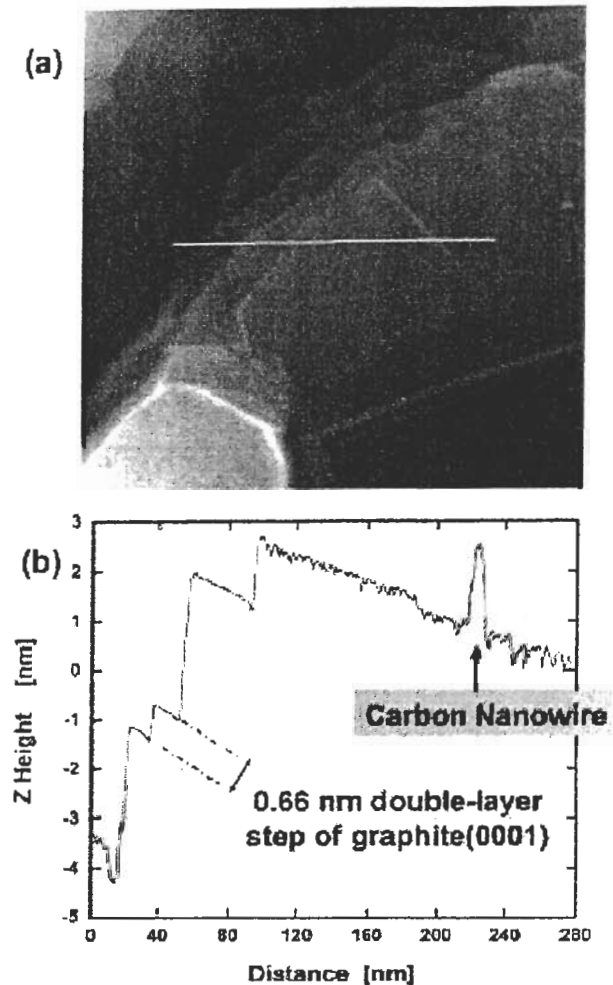 (a)
(b)
3
2
1
0
-1
-2
-3
-4
-5
Z Height [nm]
Carbon Nanowire
0.66 nm double-layer
step of graphite(0001)
0 40 80 120 160 200 240 280
Distance [nm]